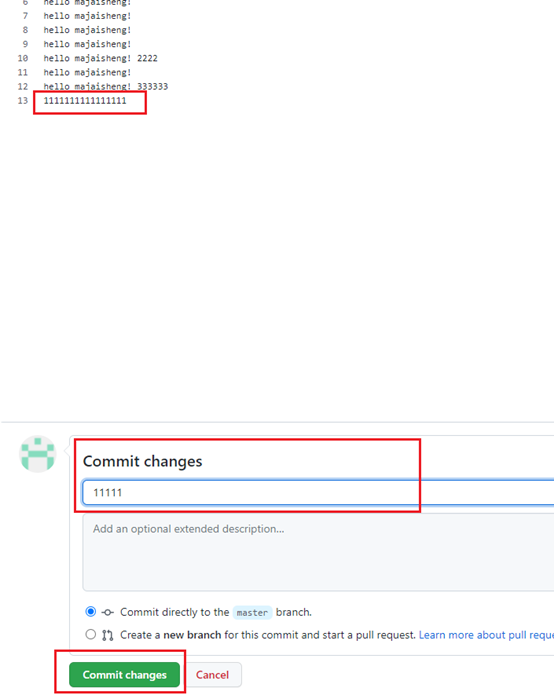 6 hello majaisheng!
7 hello majaisheng!
8 hello majaisheng!
9 hello majaisheng!
10 hello majaisheng! 2222
11 hello majaisheng!
12 hello majaisheng! 333333
13 1111111111111111
Commit changes
11111
Add an optional extended description...
Commit directly to the master branch.
Create a new branch for this commit and start a pull request. Learn more about pull reque
Commit changes Cancel